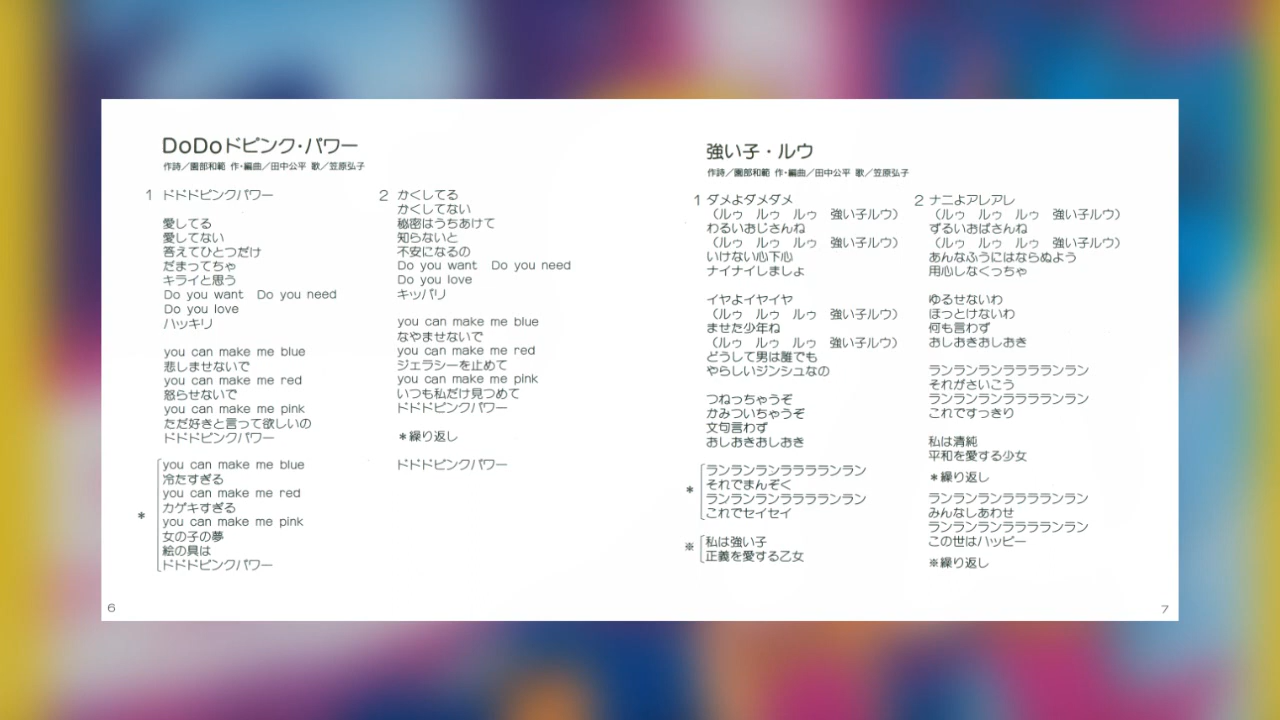 DoDoドピンク・パワー
作詩／園部和範 作・編曲／田中公平 歌／笠原弘子
1 ドドドピンクパワー
愛してる
愛してない
答えてひとつだけ
だまってちゃ
キライと思う
Do you want Do you need
Do you love
ハッキリ
you can make me blue
悲しませないで
you can make me red
怒らせないで
you can make me pink
ただ好きと言って欲しいの
ドドドピンクパワー
you can make me blue
冷たすぎる
you can make me red
カゲキすぎる
＊ you can make me pink
女の子の夢
絵の具は
ドドドピンクパワー
2 かくしてる
かくしてない
秘密はうちあけて
知らないと
不安になるの
Do you want Do you need
Do you love
キッパリ
you can make me blue
なやませないで
you can make me red
ジェラシーを止めて
you can make me pink
いつも私だけ見つめて
ドドドピンクパワー
＊繰り返し
ドドドピンクパワー
6
強い子・ルウ
作詩／園部和範 作・編曲／田中公平 歌／笠原弘子
1 ダメよダメダメ
（ルゥ ルゥ ルゥ 強い子ルウ）
わるいおじさんね
（ルゥ ルゥ ルゥ 強い子ルウ）
いけない心下心
ナイナイしましょ
イヤよイヤイヤ
（ルゥ ルゥ ルゥ 強い子ルウ）
ませた少年ね
（ルゥ ルゥ ルゥ 強い子ルウ）
どうして男は誰でも
やらしいジンシュなの
つねっちゃうぞ
かみついちゃうぞ
文句言わず
おしおきおしおき
ランランランララララランラン
＊ それでまんぞく
ランランランララララランラン
これでセイセイ
※ 私は強い子
正義を愛する乙女
2 ナニよアレアレ
（ルゥ ルゥ ルゥ 強い子ルウ）
ずるいおばさんね
（ルゥ ルゥ ルゥ 強い子ルウ）
あんなふうにはならぬよう
用心しなくっちゃ
ゆるせないわ
ほっとけないわ
何も言わず
おしおきおしおき
ランランランララララランラン
それがさいこう
ランランランララララランラン
これですっきり
私は清純
平和を愛する少女
＊繰り返し
ランランランララララランラン
みんなしあわせ
ランランランララララランラン
この世はハッピー
※繰り返し
7